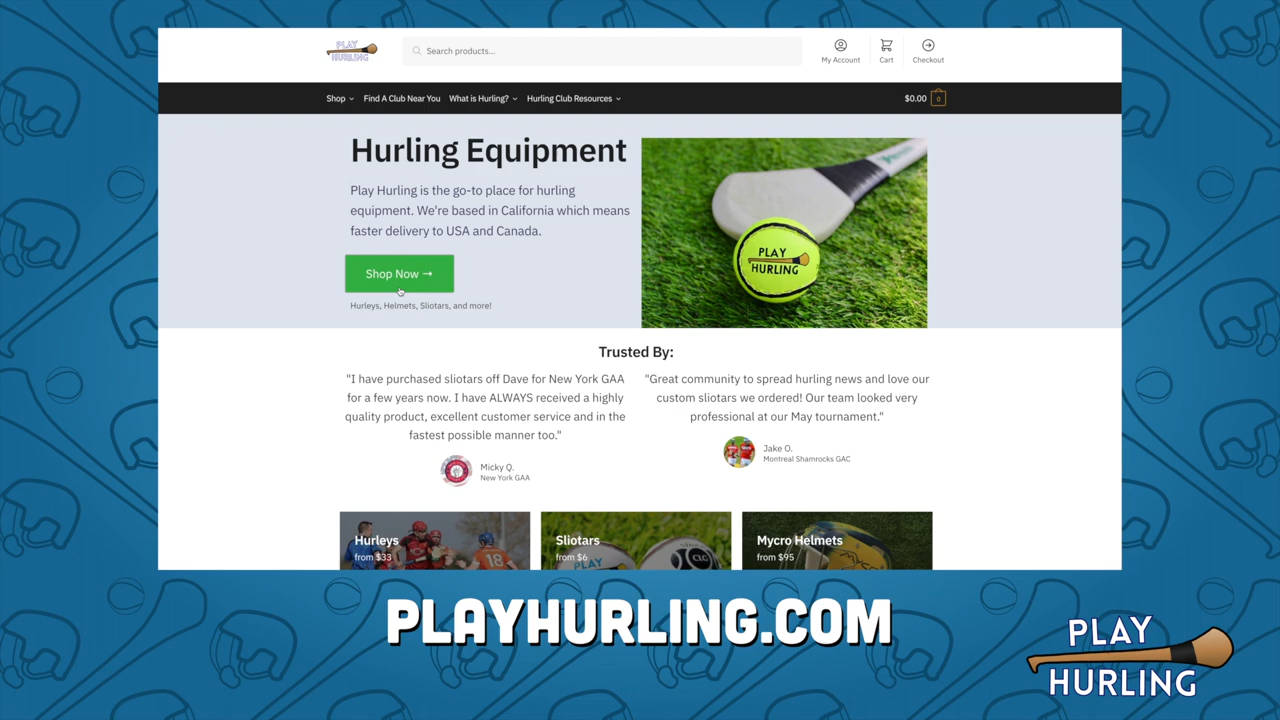 PLAY
HURLING
Search products...
My Account
Cart
Checkout
Shop
Find A Club Near You
What is Hurling?
Hurling Club Resources
$0.00
0
Hurling Equipment
Play Hurling is the go-to place for hurling
equipment. We're based in California which means
faster delivery to USA and Canada.
Shop Now →
Hurleys, Helmets, Sliotars, and more!
PLAY
HURLING
Trusted By:
"I have purchased sliotars off Dave for New York GAA
for a few years now. I have ALWAYS received a highly
quality product, excellent customer service and in the
fastest possible manner too."
Micky Q.
New York GAA
"Great community to spread hurling news and love our
custom sliotars we ordered! Our team looked very
professional at our May tournament."
Jake O.
Montreal Shamrocks GAC
Hurleys
from $33
18
Sliotars
from $6
Mycro Helmets
from $95
PLAYHURLING.COM
PLAY
HURLING